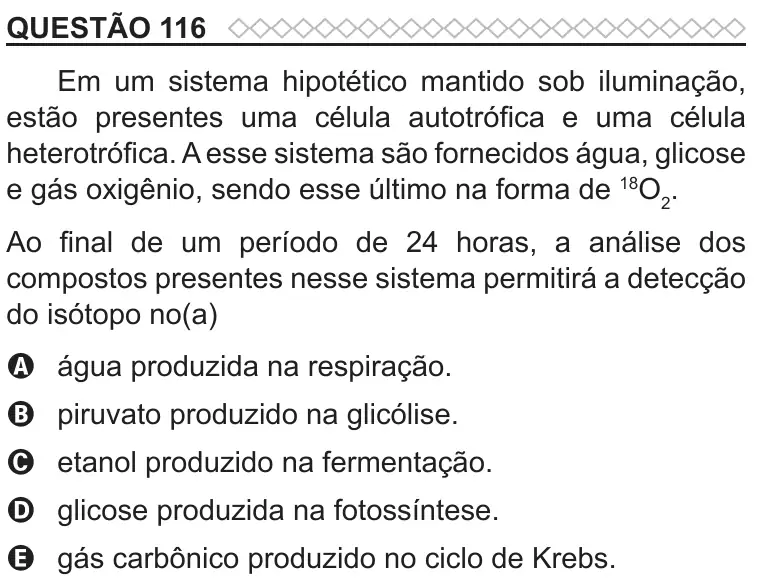 QUESTÃO 116
Em um sistema hipotético mantido sob iluminação,
estão presentes uma célula autotrófica e uma célula
heterotrófica. A esse sistema são fornecidos água, glicose
e gás oxigênio, sendo esse último na forma de ¹⁸O₂.
Ao final de um período de 24 horas, a análise dos
compostos presentes nesse sistema permitirá a detecção
do isótopo no(a)
A água produzida na respiração.
B piruvato produzido na glicólise.
C etanol produzido na fermentação.
D glicose produzida na fotossíntese.
E gás carbônico produzido no ciclo de Krebs.